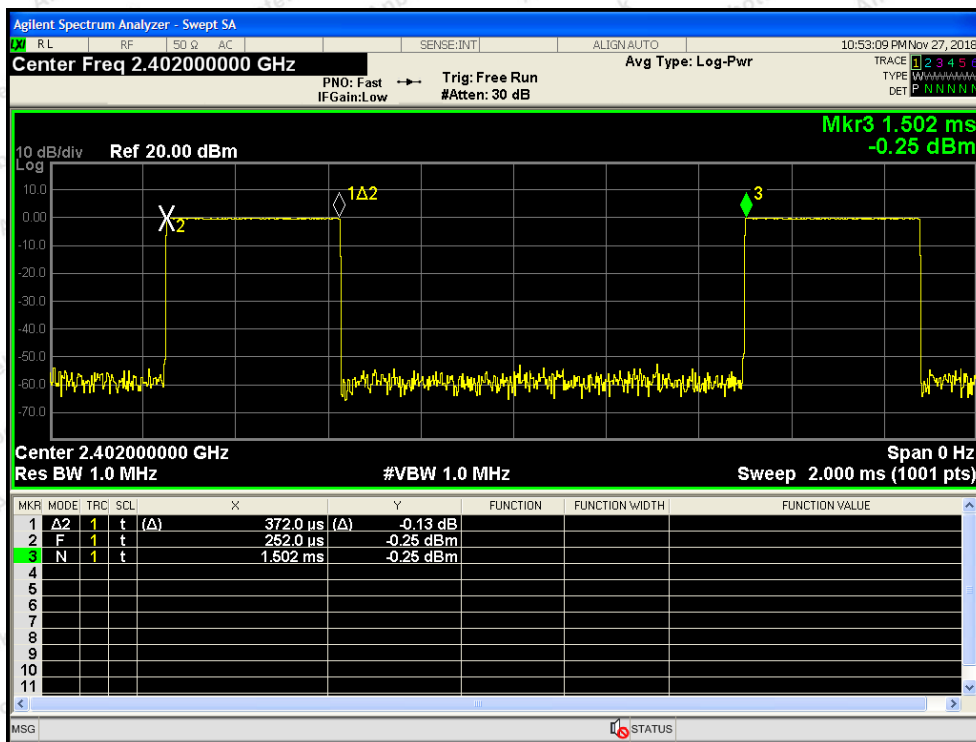 Agilent Spectrum Analyzer - Swept SA
LXI RL RF 50 Ω AC SENSE:INT ALIGN AUTO 10:53:09 PM Nov 27, 2018
Center Freq 2.402000000 GHz Avg Type: Log-Pwr TRACE 1 2 3 4 5 6
PNO: Fast Trig: Free Run TYPE
IFGain:Low #Atten: 30 dB DET P N N N N N
Mkr3 1.502 ms
10 dB/div Ref 20.00 dBm -0.25 dBm
Log
10.0
1Δ2 3
0.00
2
-10.0
-20.0
-30.0
-40.0
-50.0
-60.0
-70.0
Center 2.402000000 GHz Span 0 Hz
Res BW 1.0 MHz #VBW 1.0 MHz Sweep 2.000 ms (1001 pts)
MKR MODE TRC SCL X Y FUNCTION FUNCTION WIDTH FUNCTION VALUE
1 Δ2 1 t (Δ) 372.0 µs (Δ) -0.13 dB
2 F 1 t 252.0 µs -0.25 dBm
3 N 1 t 1.502 ms -0.25 dBm
4
5
6
7
8
9
10
11
MSG STATUS